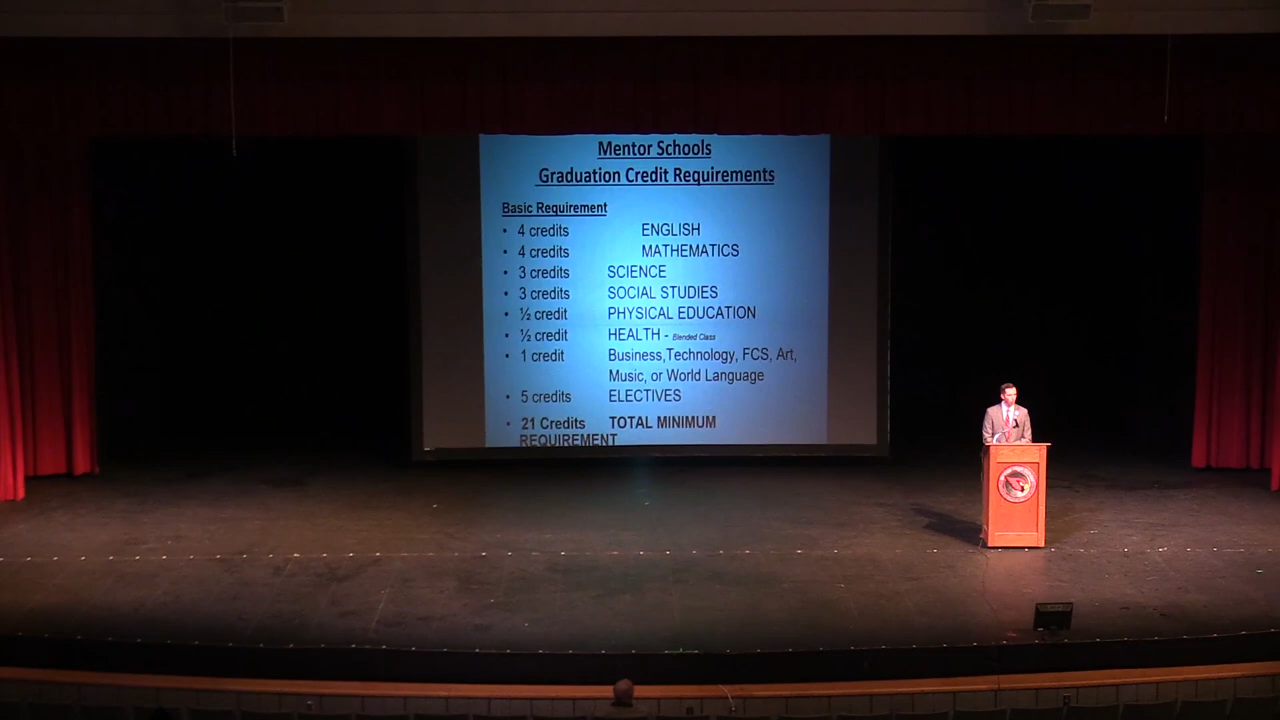 Mentor Schools
Graduation Credit Requirements
Basic Requirement
• 4 credits ENGLISH
• 4 credits MATHEMATICS
• 3 credits SCIENCE
• 3 credits SOCIAL STUDIES
• ½ credit PHYSICAL EDUCATION
• ½ credit HEALTH - Blended Class
• 1 credit Business,Technology, FCS, Art,
Music, or World Language
• 5 credits ELECTIVES
• 21 Credits TOTAL MINIMUM
REQUIREMENT